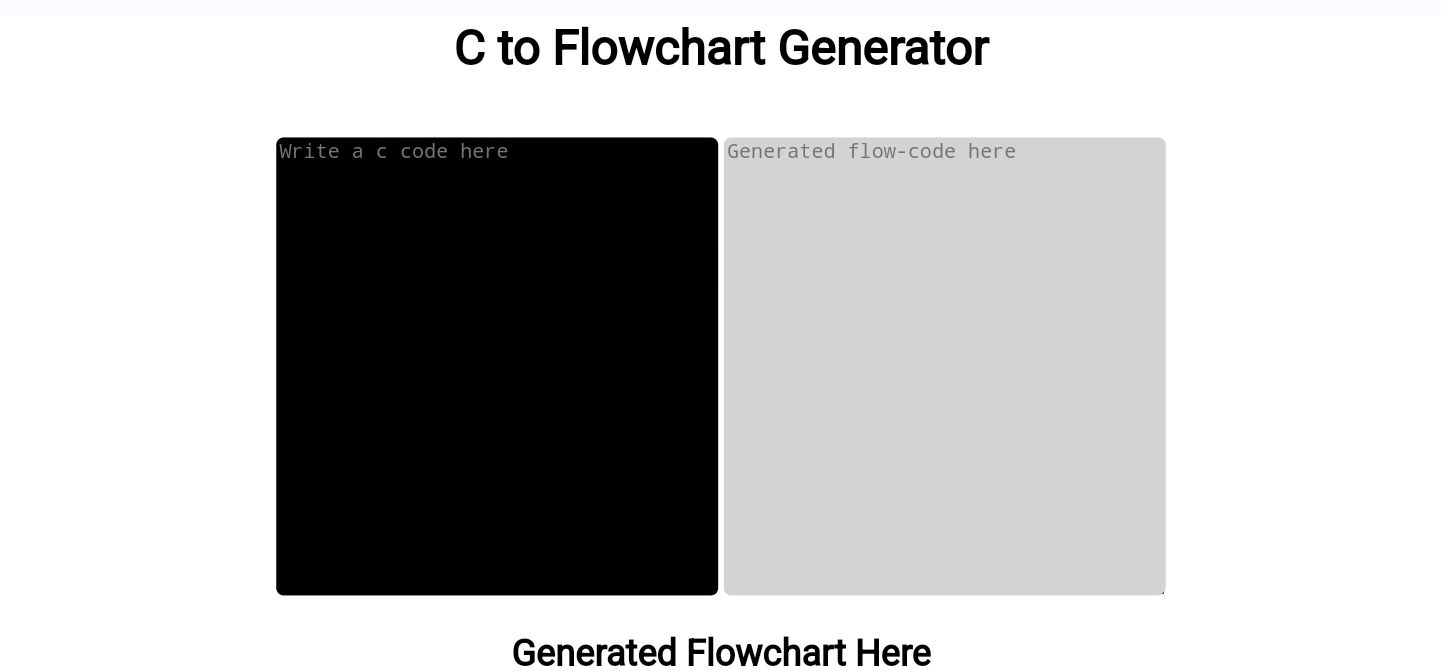 C to Flowchart Generator
Write a c code here
Generated flow-code here
Generated Flowchart Here